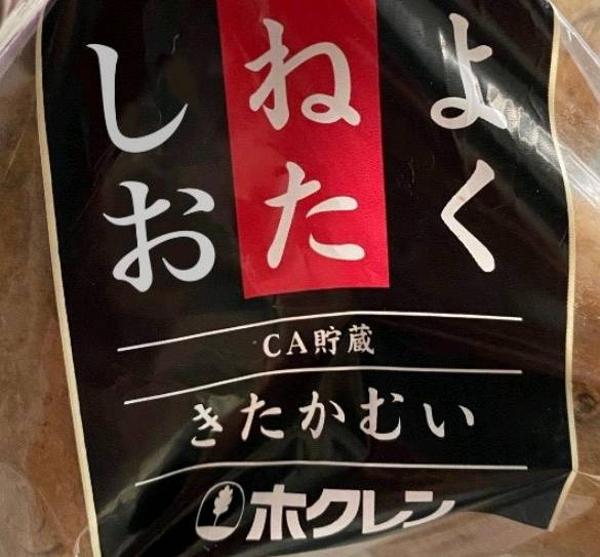 よく
ねた
しお
CA貯蔵
きたかむい
ホクレン